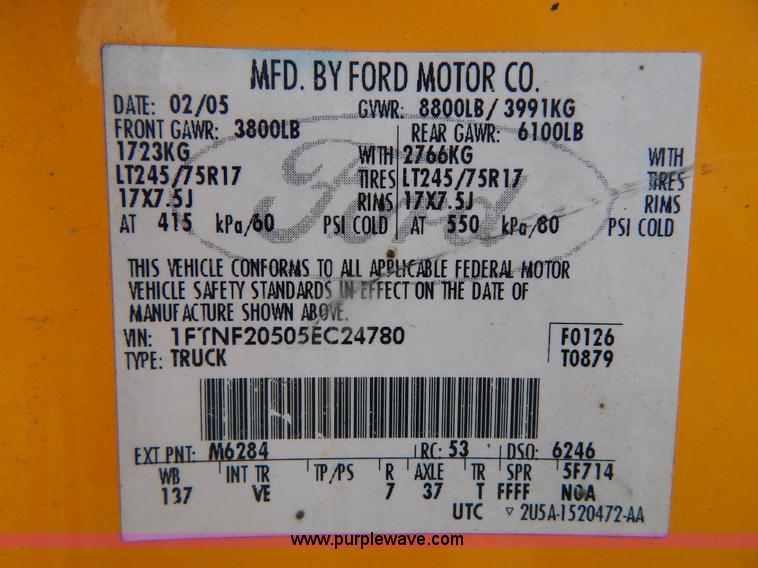 MFD. BY FORD MOTOR CO.
DATE: 02/05 GVWR: 8800LB/ 3991KG
FRONT GAWR: 3800LB REAR GAWR: 6100LB
1723KG WITH 2766KG WITH
LT245/75R17 TIRES LT245/75R17 TIRES
17X7.5J RIMS 17X7.5J RIMS
AT 415 kPa/60 PSI COLD AT 550 kPa/80 PSI COLD
Ford
THIS VEHICLE CONFORMS TO ALL APPLICABLE FEDERAL MOTOR
VEHICLE SAFETY STANDARDS IN EFFECT ON THE DATE OF
MANUFACTURE SHOWN ABOVE.
VIN: 1FTNF20505EC24780 F0126
TYPE: TRUCK T0879
EXT PNT: M6284 RC: 53 DSO: 6246
WB INT TR TP/PS R AXLE TR SPR 5F714
137 VE 7 37 T FFFF NOA
UTC ▽ 2U5A-1520472-AA
www.purplewave.com